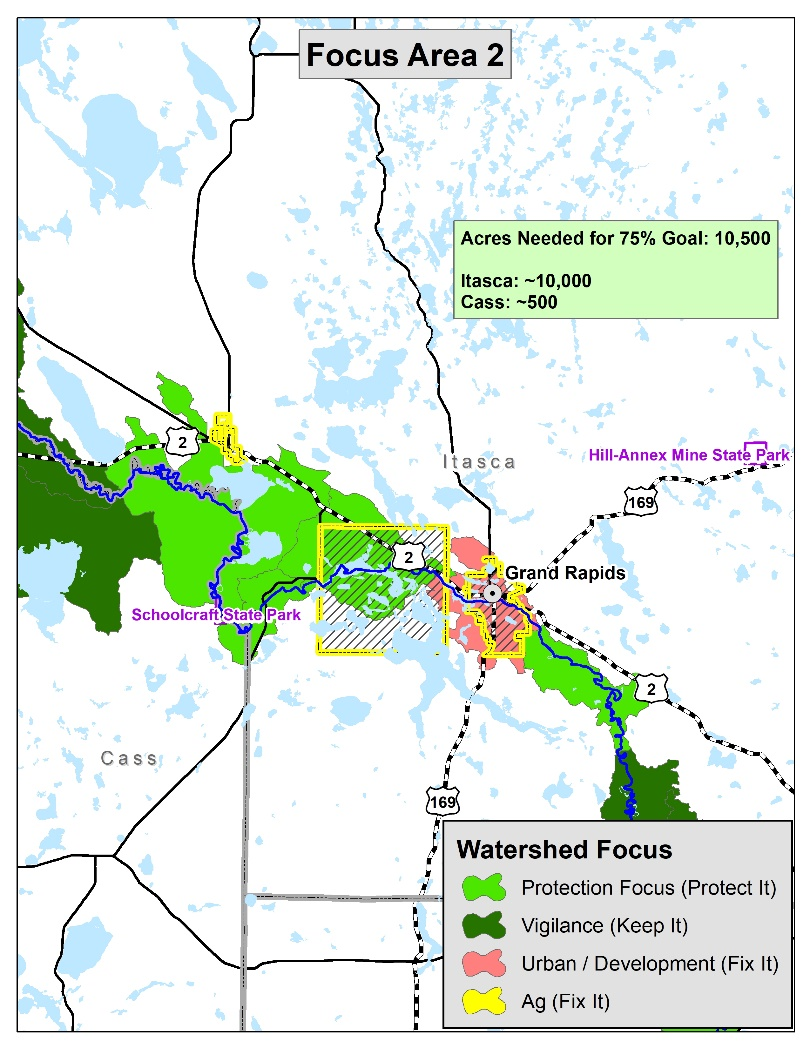 Focus Area 2
Acres Needed for 75% Goal: 10,500
Itasca: ~10,000
Cass: ~500
2
Itasca
Hill-Annex Mine State Park
169
2
Grand Rapids
Schoolcraft State Park
2
Cass
169
Watershed Focus
Protection Focus (Protect It)
Vigilance (Keep It)
Urban / Development (Fix It)
Ag (Fix It)